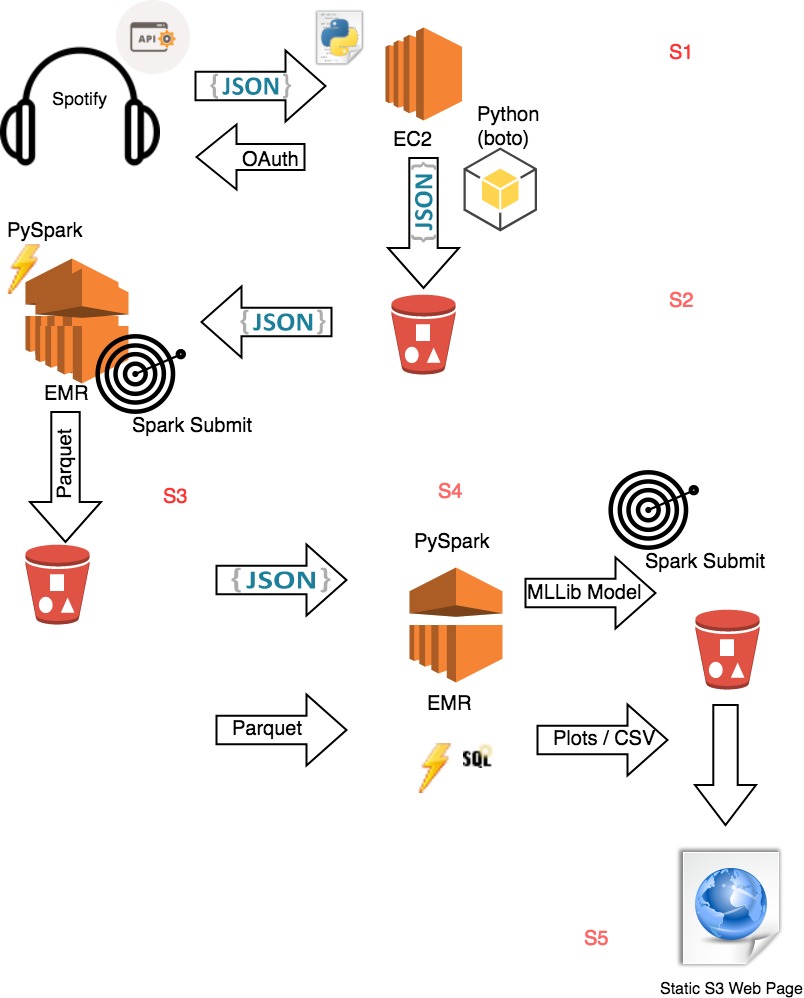 API
Spotify
{JSON}
OAuth
EC2
Python
(boto)
S1
{JSON}
PySpark
{JSON}
S2
EMR
Spark Submit
Parquet
S3
S4
PySpark
Spark Submit
{JSON}
MLLib Model
EMR
Parquet
SQL
Plots / CSV
S5
Static S3 Web Page